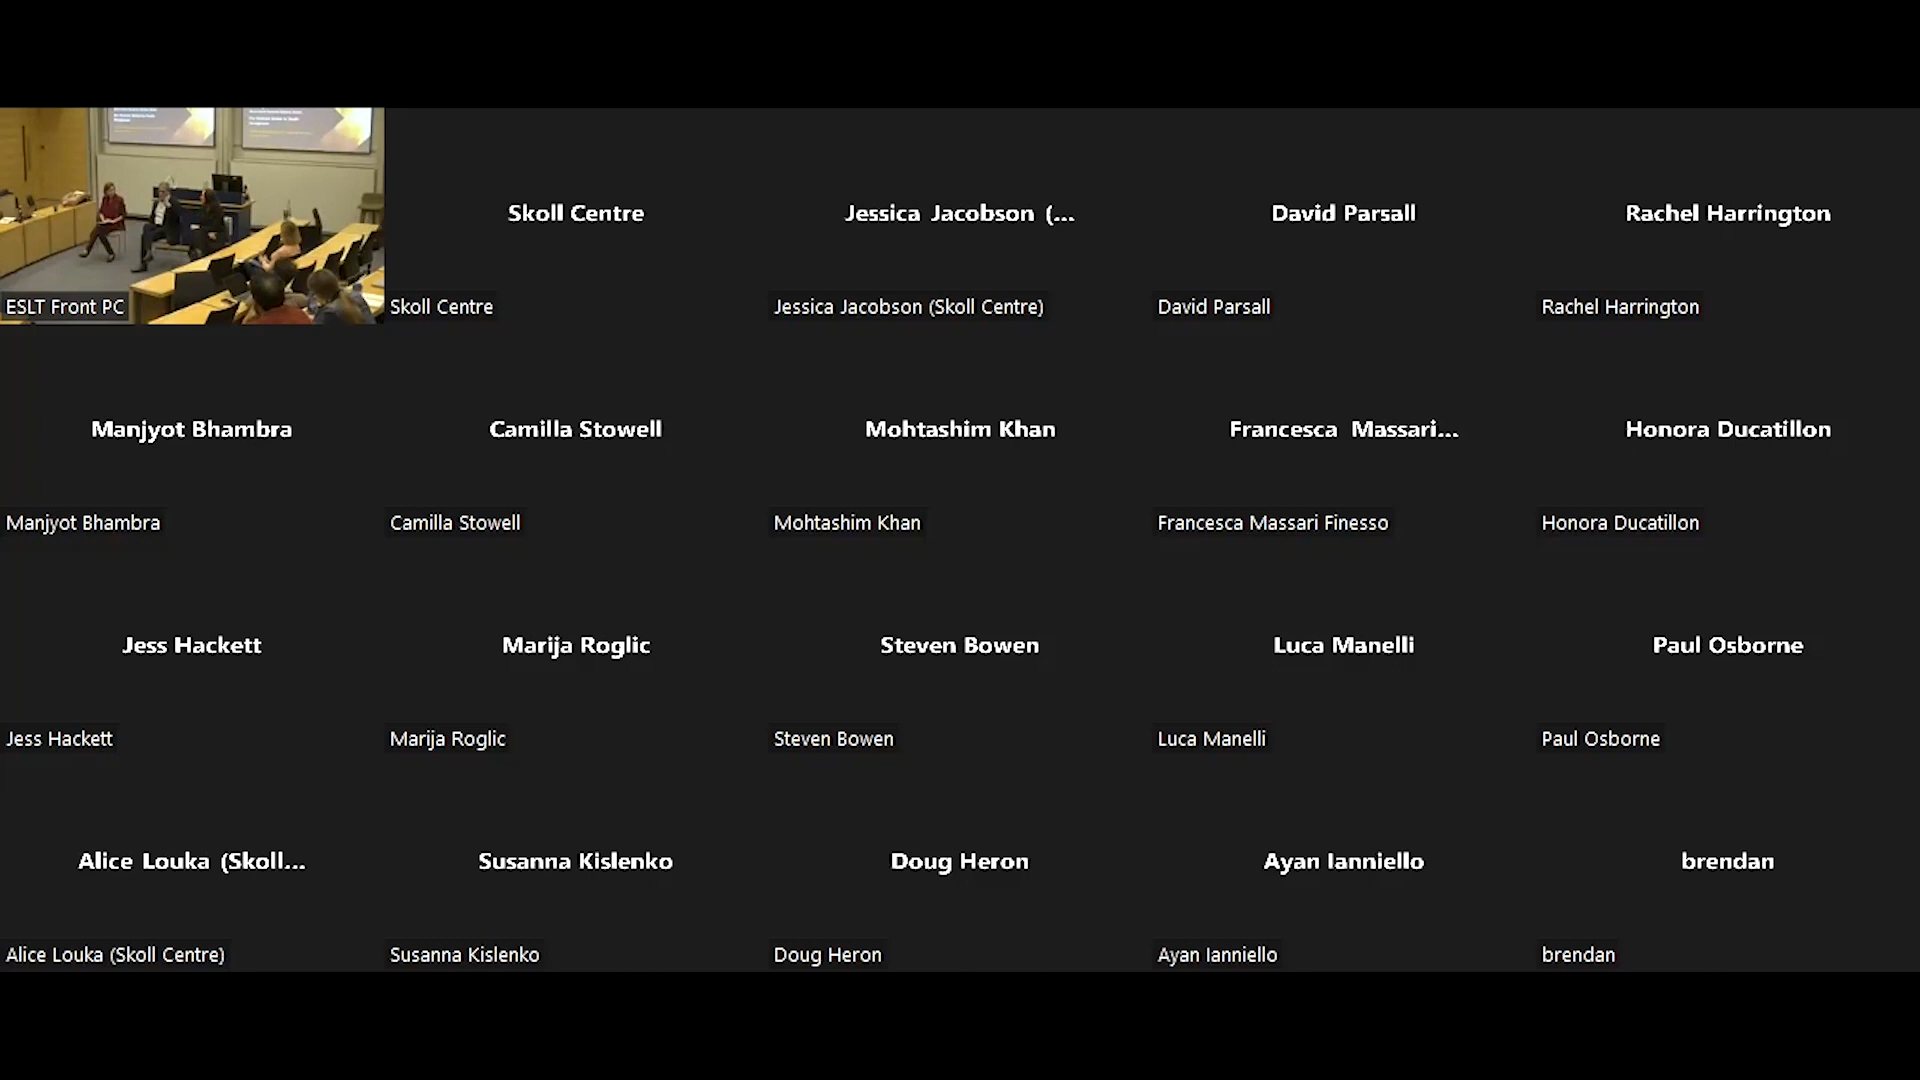 ESLT Front PC
Skoll Centre
Skoll Centre
Jessica Jacobson (...
Jessica Jacobson (Skoll Centre)
David Parsall
David Parsall
Rachel Harrington
Rachel Harrington
Manjyot Bhambra
Manjyot Bhambra
Camilla Stowell
Camilla Stowell
Mohtashim Khan
Mohtashim Khan
Francesca Massari...
Francesca Massari Finesso
Honora Ducatillon
Honora Ducatillon
Jess Hackett
Jess Hackett
Marija Roglic
Marija Roglic
Steven Bowen
Steven Bowen
Luca Manelli
Luca Manelli
Paul Osborne
Paul Osborne
Alice Louka (Skoll...
Alice Louka (Skoll Centre)
Susanna Kislenko
Susanna Kislenko
Doug Heron
Doug Heron
Ayan Ianniello
Ayan Ianniello
brendan
brendan